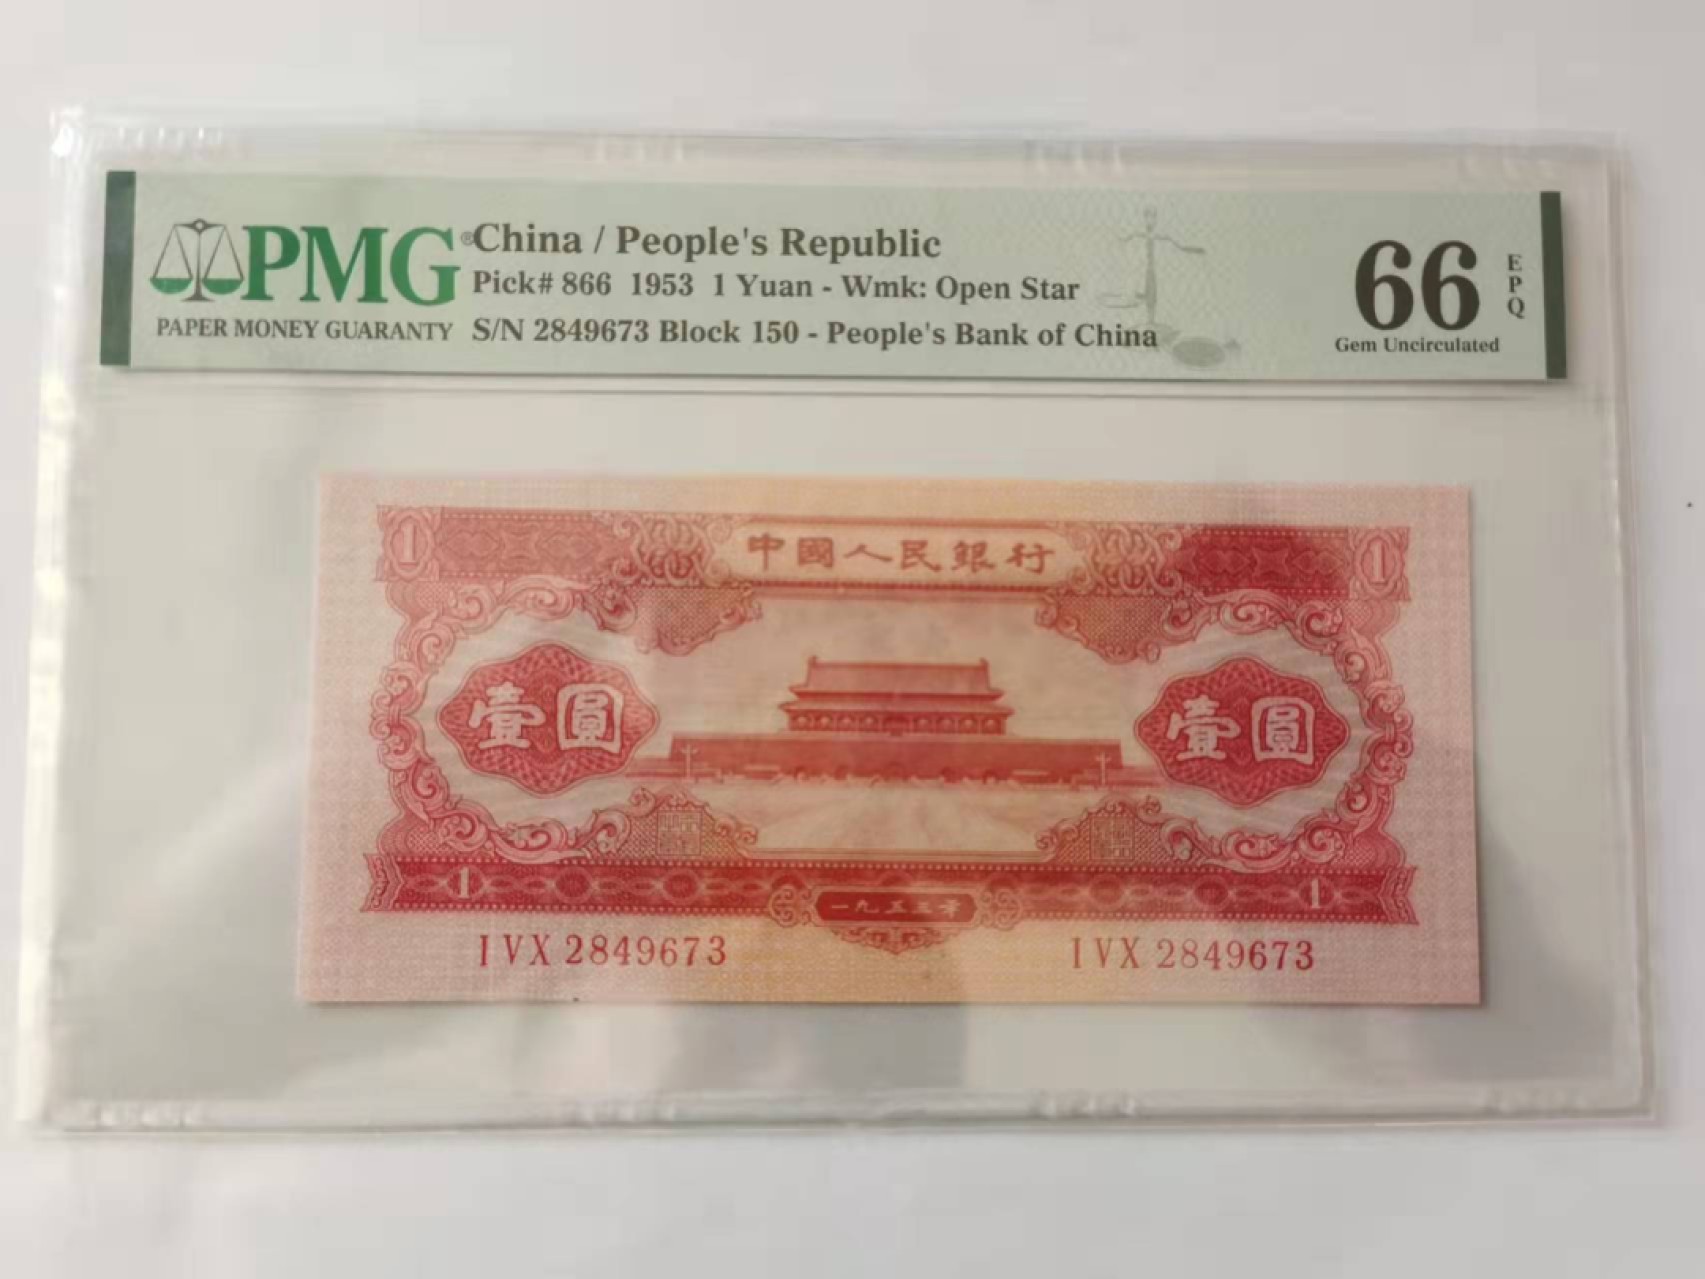 PMG®
PAPER MONEY GUARANTY
China / People's Republic
Pick# 866 1953 1 Yuan - Wmk: Open Star
S/N 2849673 Block 150 - People's Bank of China
66
EPQ
Gem Uncirculated
1
中國人民銀行
1
壹圓
壹圓
1
一九五三年
1
I V X 2849673
I V X 2849673